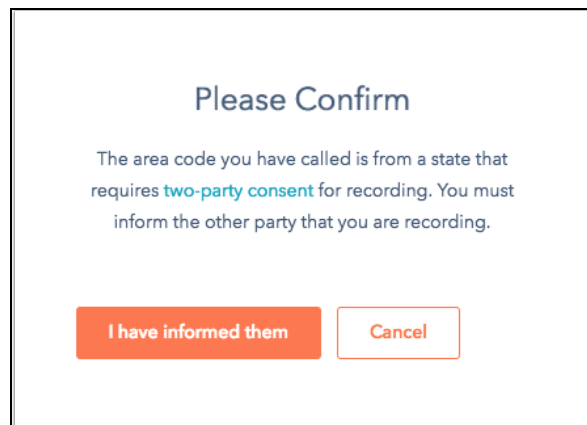 Please Confirm
The area code you have called is from a state that
requires two-party consent for recording. You must
inform the other party that you are recording.
I have informed them
Cancel